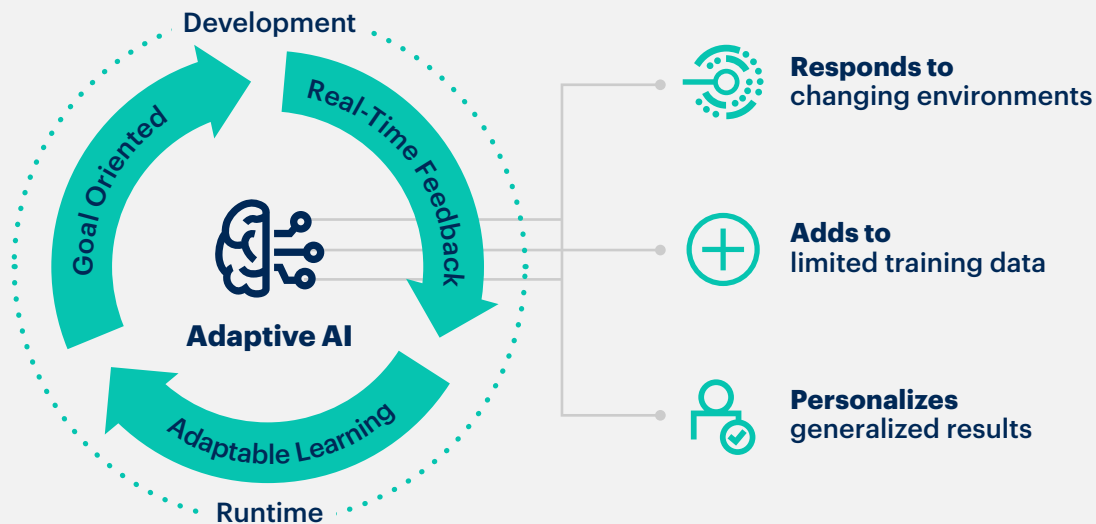 Development
Goal Oriented
Real-Time Feedback
Adaptable Learning
Adaptive AI
Runtime
Responds to
changing environments
Adds to
limited training data
Personalizes
generalized results